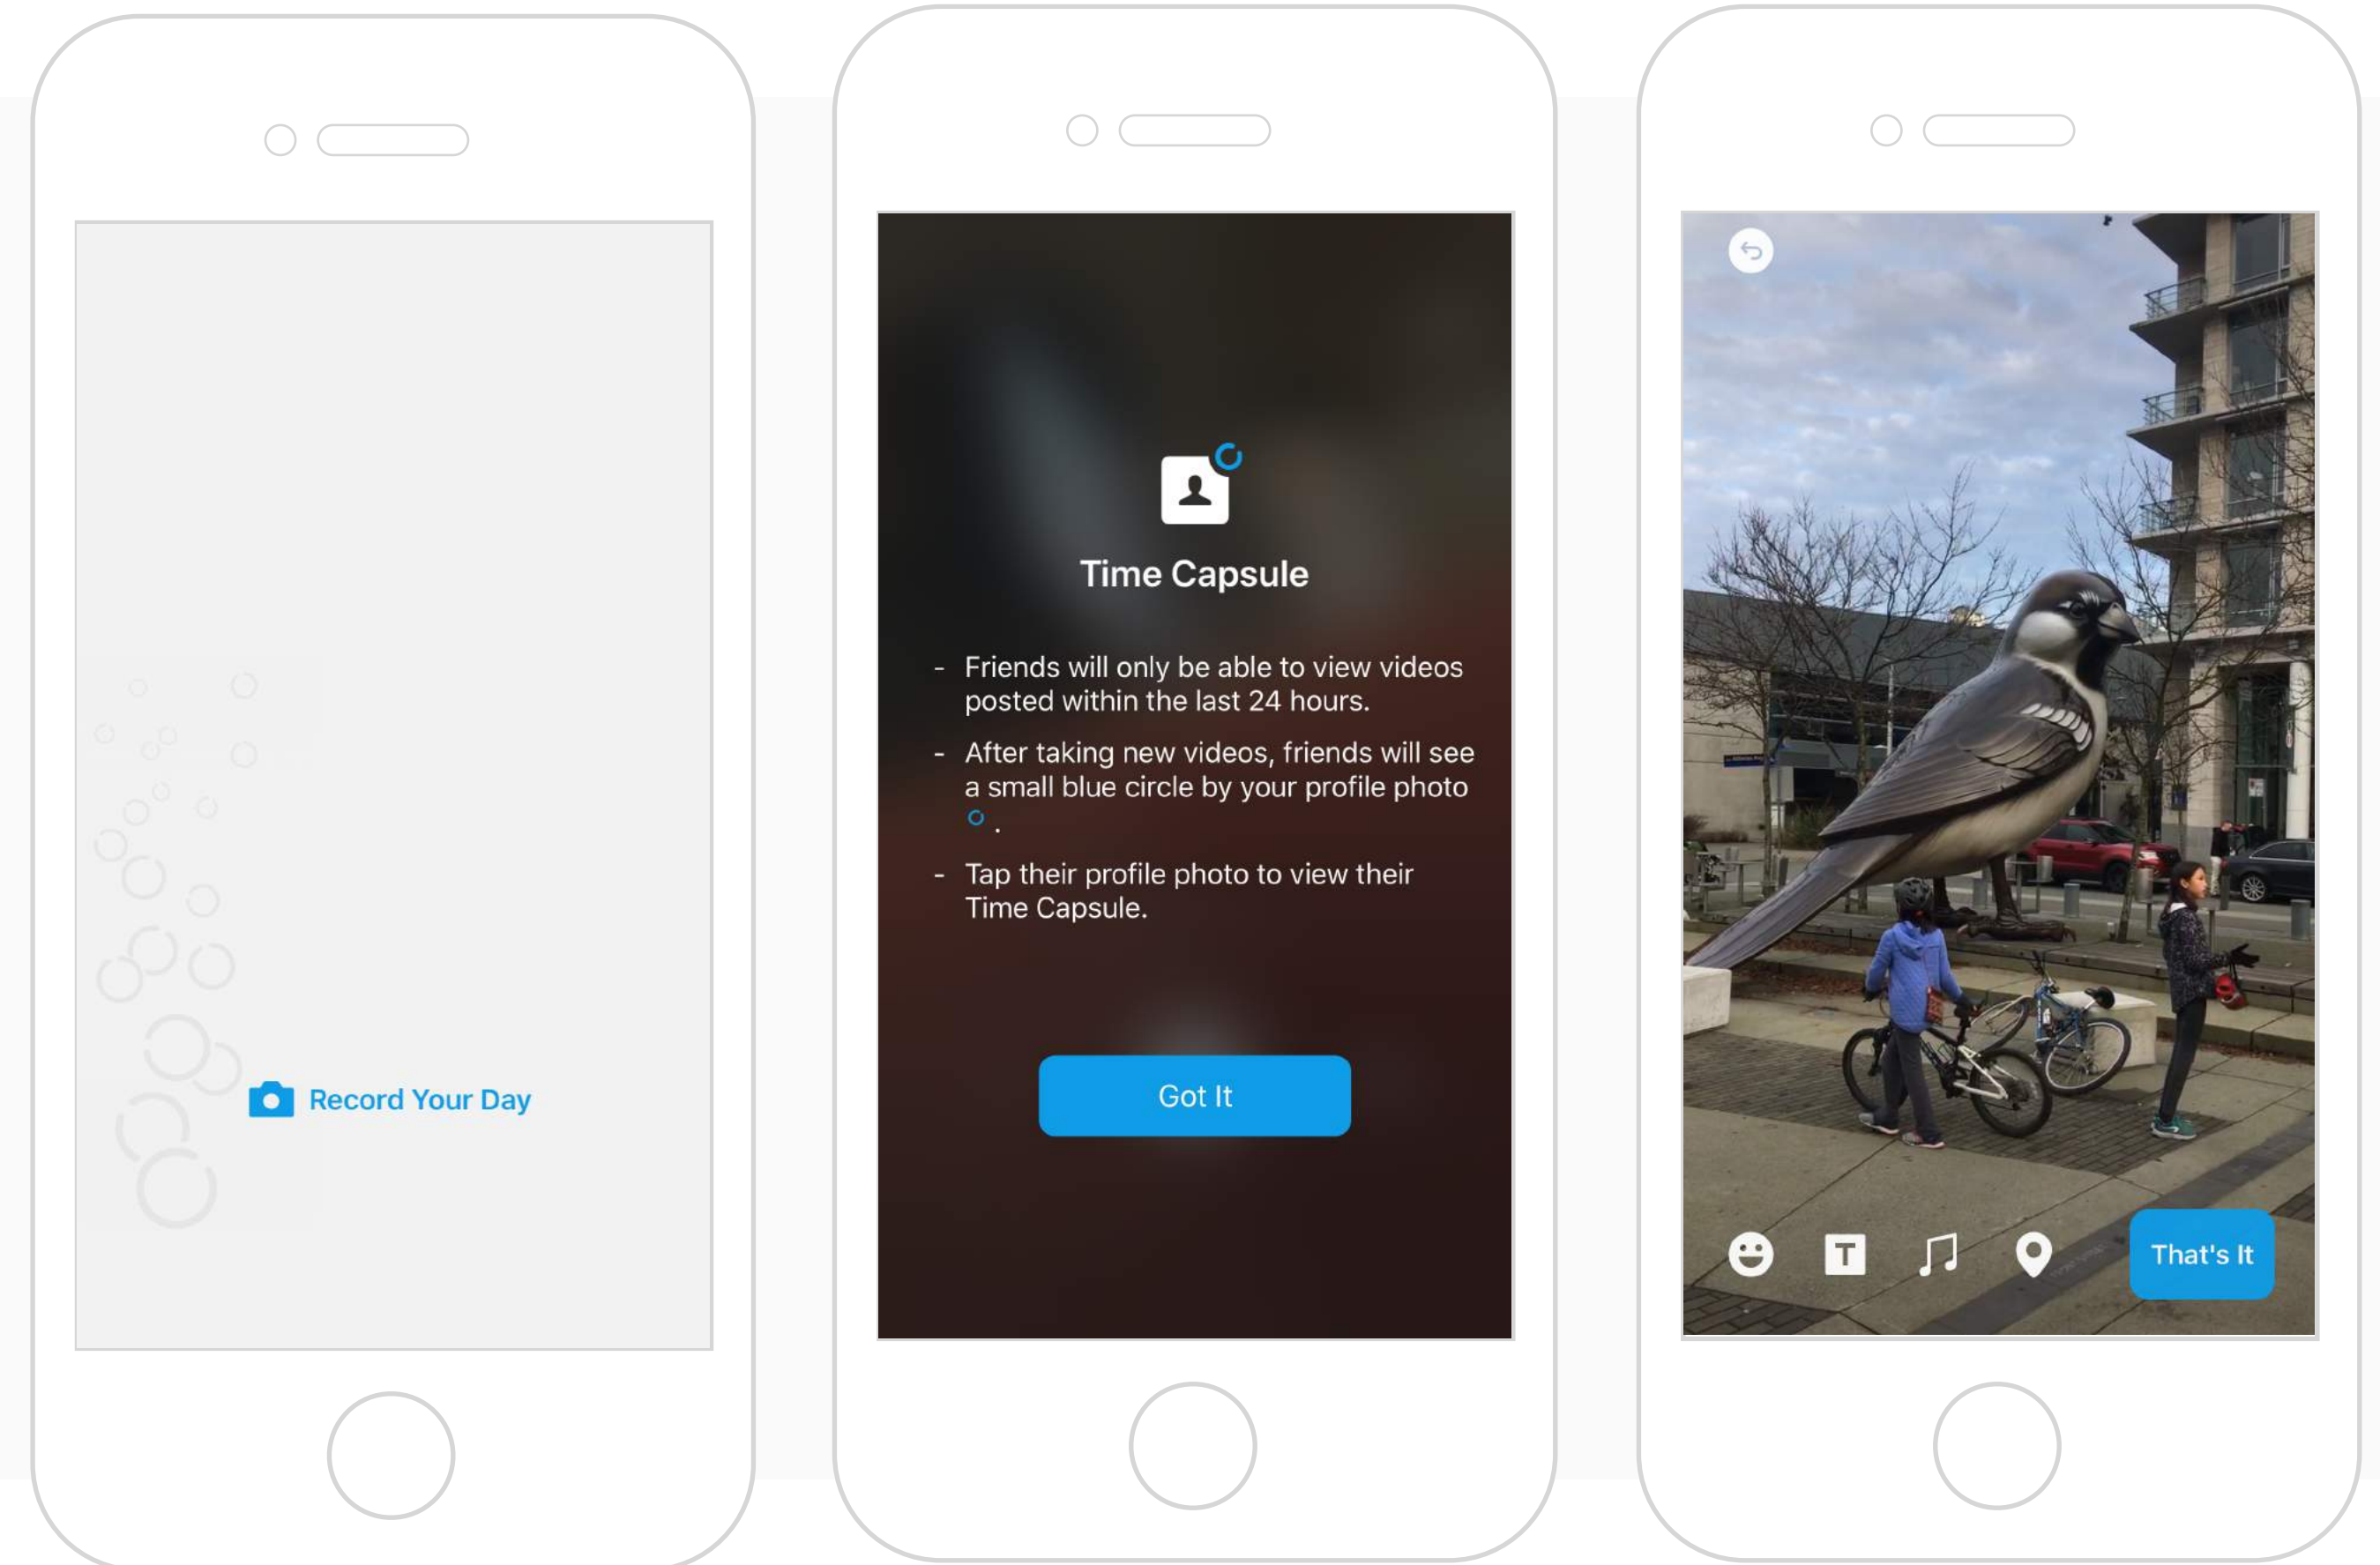 Record Your Day
Time Capsule
- Friends will only be able to view videos
posted within the last 24 hours.
- After taking new videos, friends will see
a small blue circle by your profile photo
.
- Tap their profile photo to view their
Time Capsule.
Got It
T
That's It